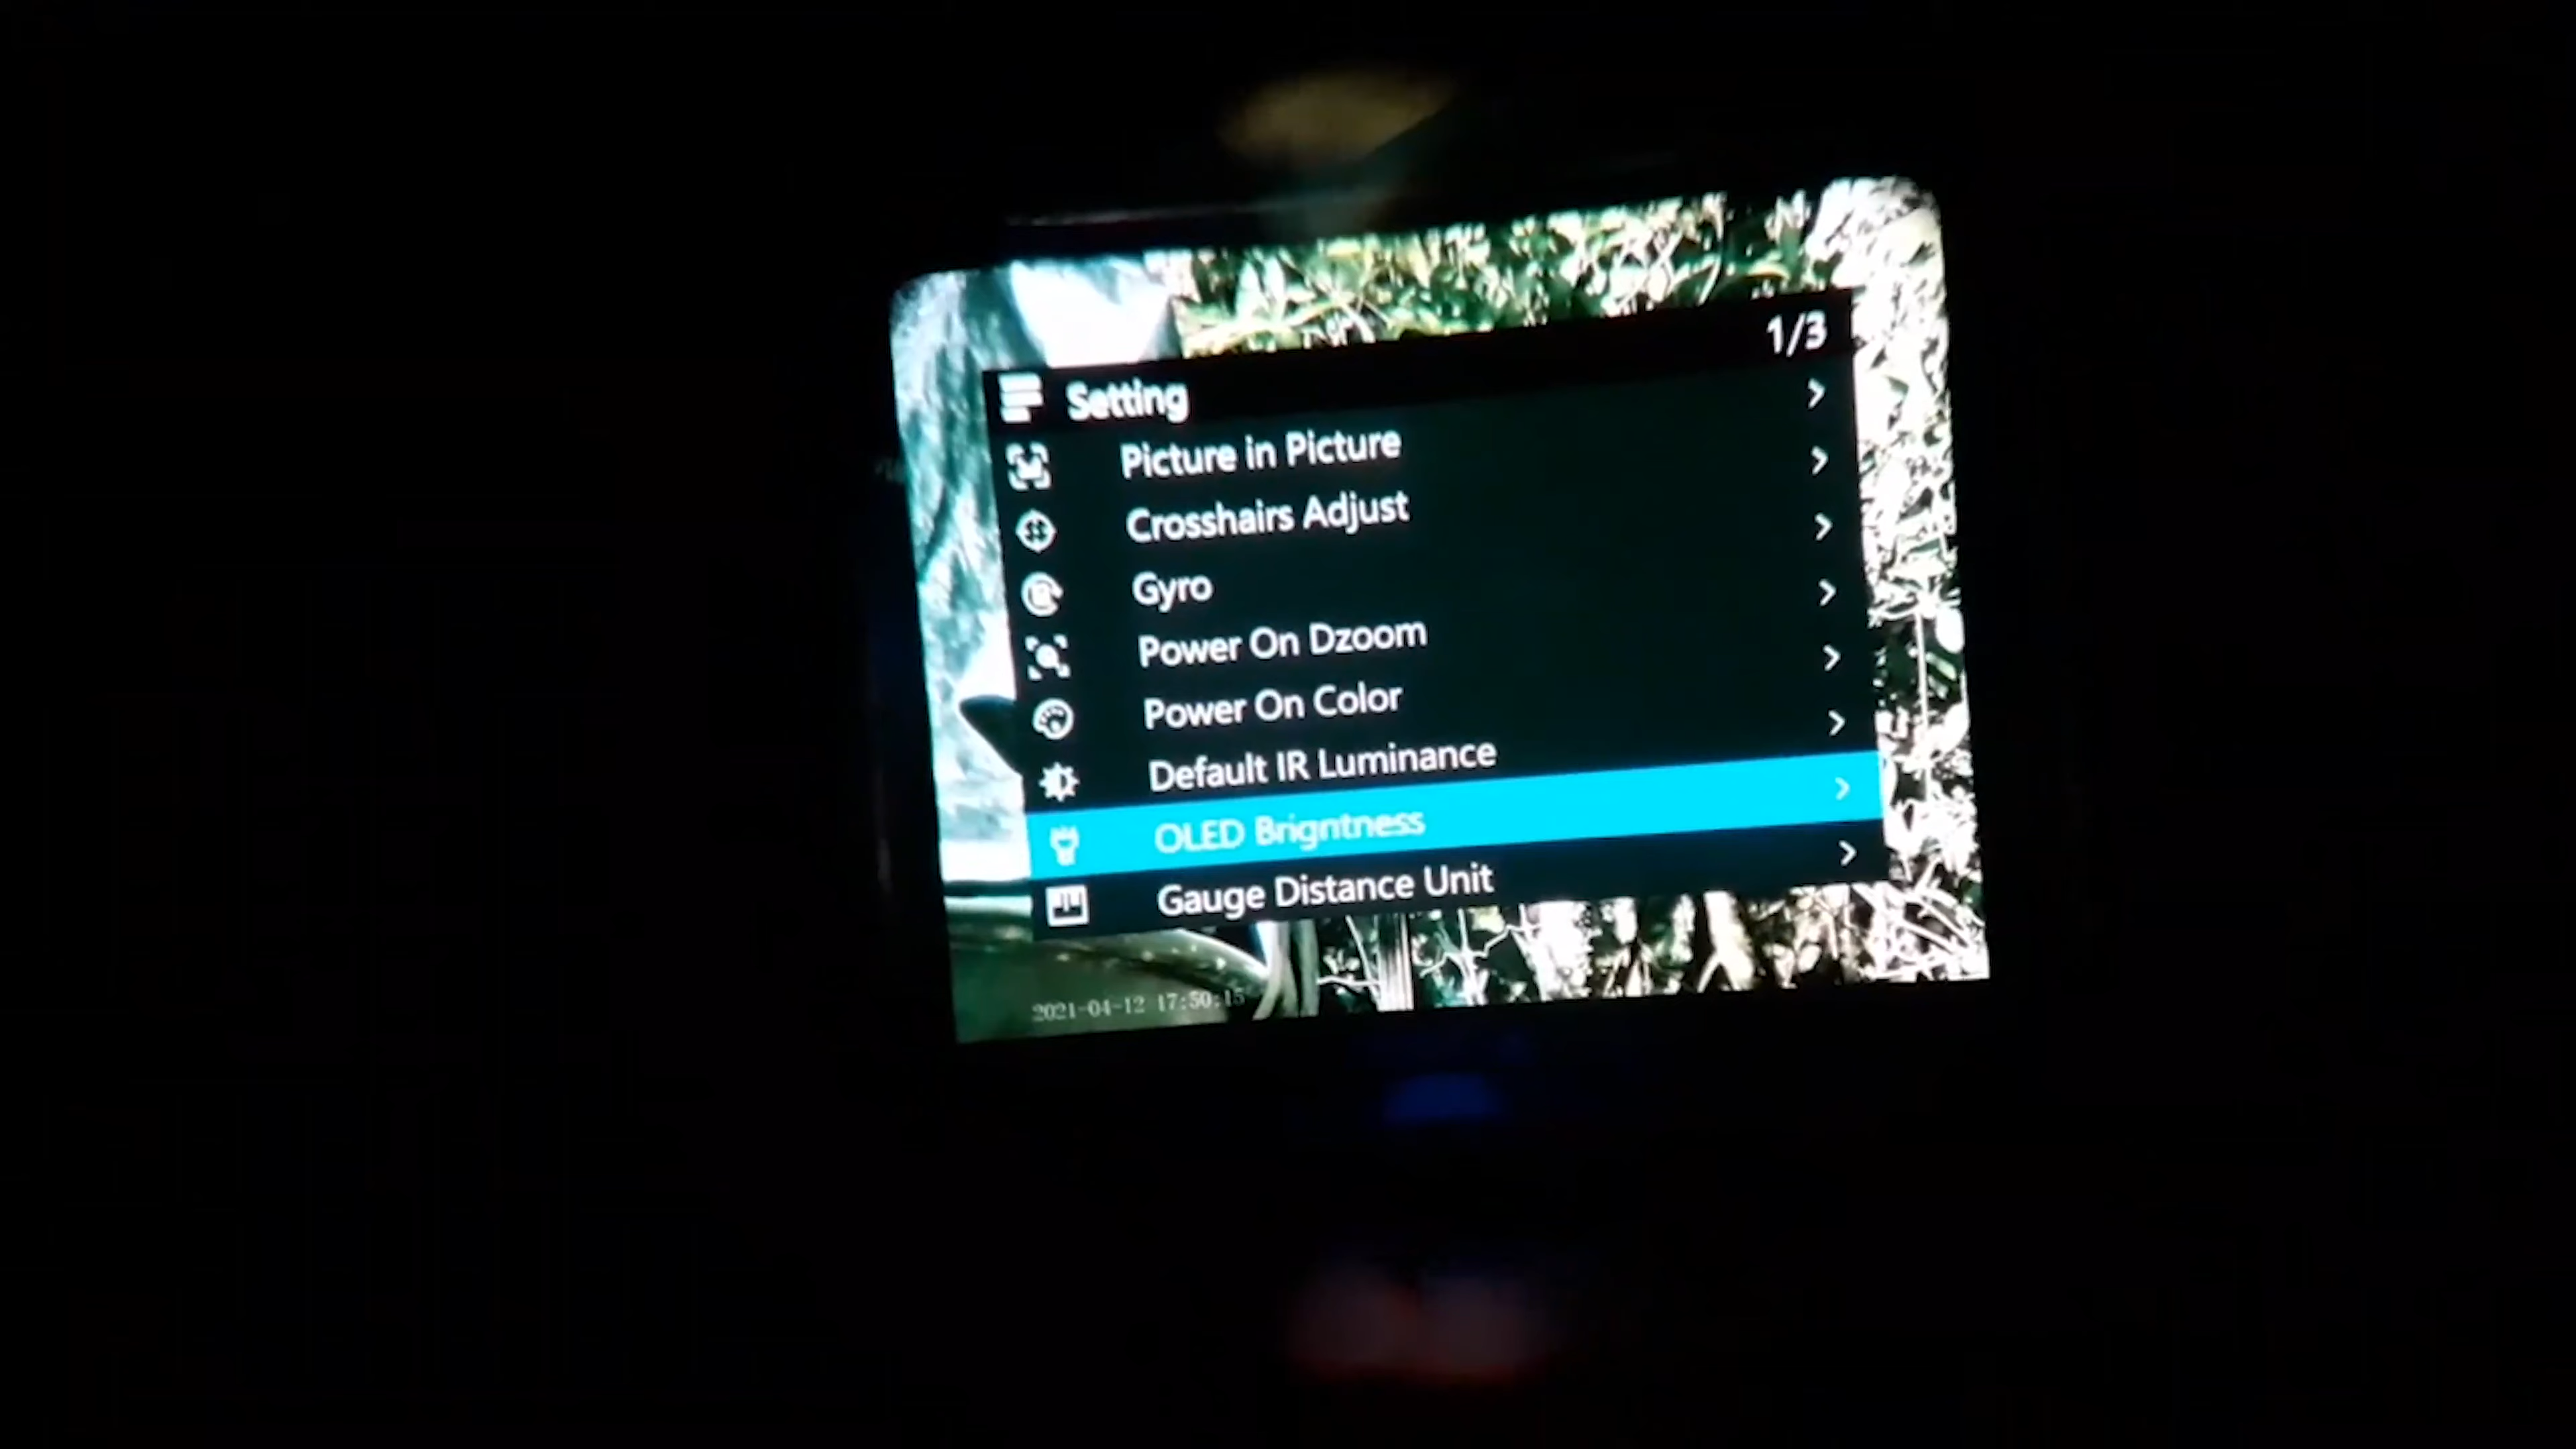 1/3
Setting
Picture in Picture
Crosshairs Adjust
Gyro
Power On Dzoom
Power On Color
Default IR Luminance
OLED Brigntness
Gauge Distance Unit
2021-04-12 17:50:15